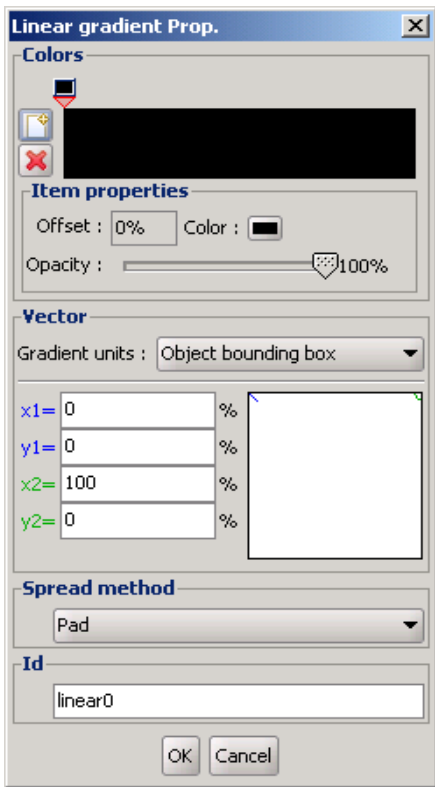 Linear gradient Prop.
Colors
Item properties
Offset : 0% Color :
Opacity : 100%
Vector
Gradient units : Object bounding box
x1= 0 %
y1= 0 %
x2= 100 %
y2= 0 %
Spread method
Pad
Id
linear0
OK Cancel